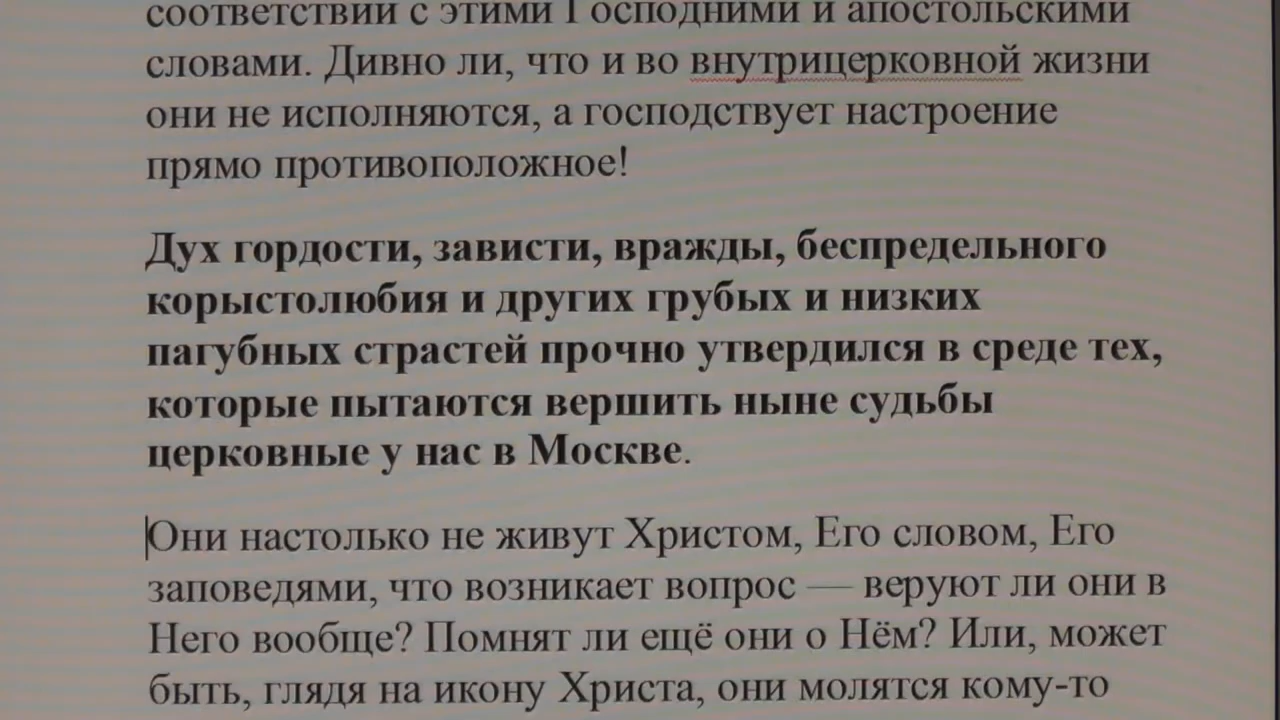 соответствии с этими Господними и апостольскими
словами. Дивно ли, что и во внутрицерковной жизни
они не исполняются, а господствует настроение
прямо противоположное!
Дух гордости, зависти, вражды, беспредельного
корыстолюбия и других грубых и низких
пагубных страстей прочно утвердился в среде тех,
которые пытаются вершить ныне судьбы
церковные у нас в Москве.
Они настолько не живут Христом, Его словом, Его
заповедями, что возникает вопрос — веруют ли они в
Него вообще? Помнят ли ещё они о Нём? Или, может
быть, глядя на икону Христа, они молятся кому-то